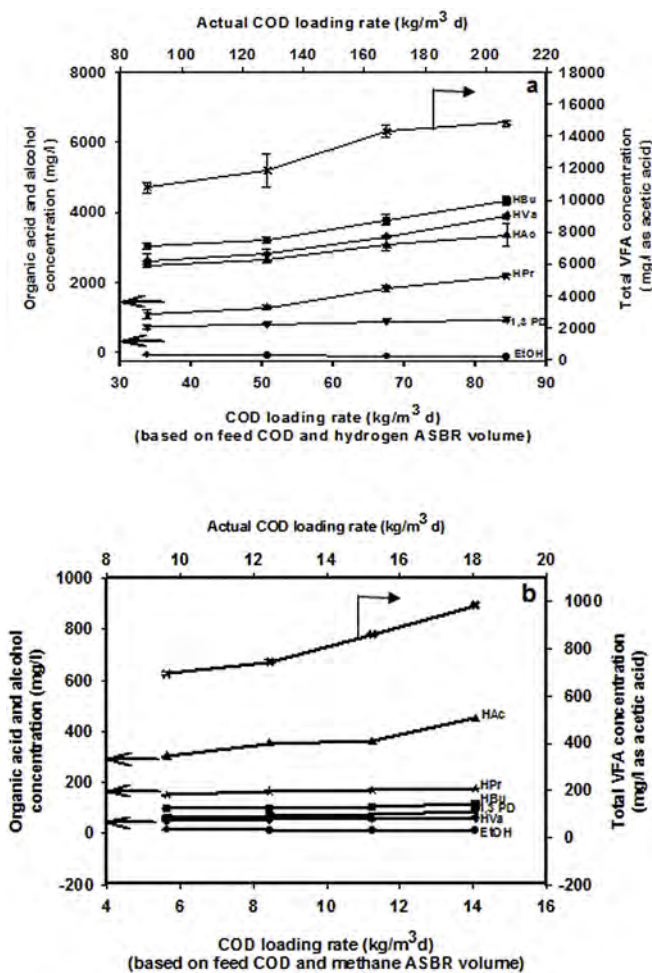 Actual COD loading rate (kg/m³ d)
80 100 120 140 160 180 200 220
a
Organic acid and alcohol
concentration (mg/l)
8000
6000
4000
2000
0
Total VFA concentration
(mg/l as acetic acid)
18000
16000
14000
12000
10000
8000
6000
4000
2000
0
HBu
HVa
HAc
HPr
1,3 PD
EtOH
30 40 50 60 70 80 90
COD loading rate (kg/m³ d)
(based on feed COD and hydrogen ASBR volume)
Actual COD loading rate (kg/m³ d)
8 10 12 14 16 18 20
b
Organic acid and alcohol
concentration (mg/l)
1000
800
600
400
200
0
-200
Total VFA concentration
(mg/l as acetic acid)
1000
800
600
400
200
0
-200
HAc
HPr
HBu
1,3 PD
HVa
EtOH
4 6 8 10 12 14 16
COD loading rate (kg/m³ d)
(based on feed COD and methane ASBR volume)